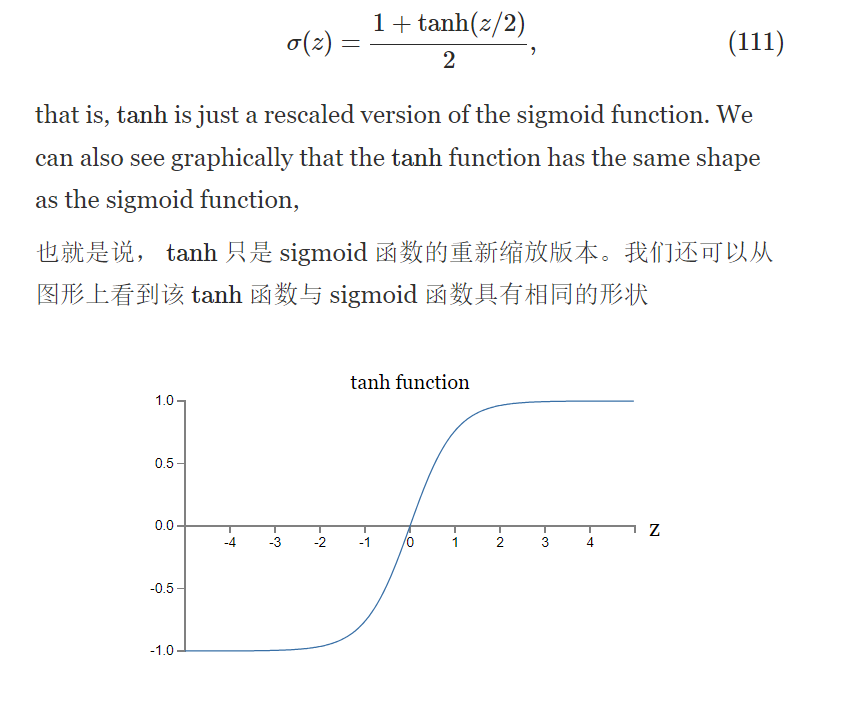 σ(z) = (1 + tanh(z/2)) / 2, (111)
that is, tanh is just a rescaled version of the sigmoid function. We
can also see graphically that the tanh function has the same shape
as the sigmoid function,
也就是说， tanh 只是 sigmoid 函数的重新缩放版本。我们还可以从
图形上看到该 tanh 函数与 sigmoid 函数具有相同的形状
tanh function
1.0
0.5
0.0
-4 -3 -2 -1 0 1 2 3 4 z
-0.5
-1.0